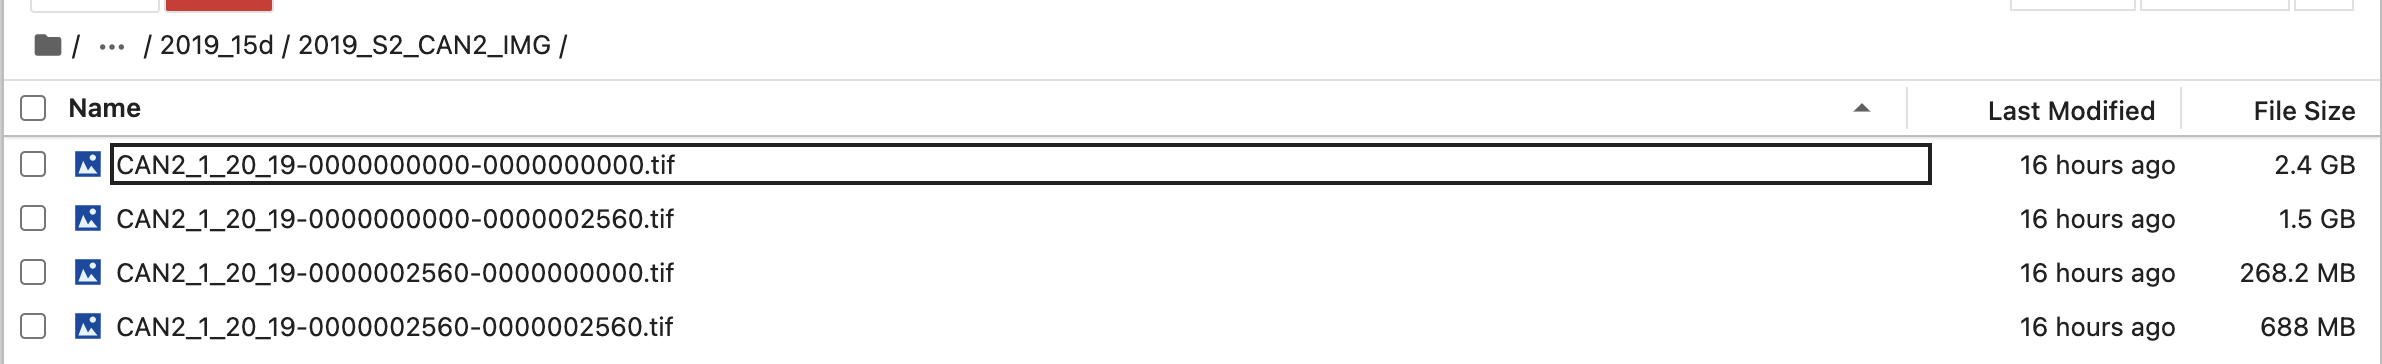 / ... / 2019_15d / 2019_S2_CAN2_IMG /
Name Last Modified File Size
CAN2_1_20_19-0000000000-0000000000.tif 16 hours ago 2.4 GB
CAN2_1_20_19-0000000000-0000002560.tif 16 hours ago 1.5 GB
CAN2_1_20_19-0000002560-0000000000.tif 16 hours ago 268.2 MB
CAN2_1_20_19-0000002560-0000002560.tif 16 hours ago 688 MB